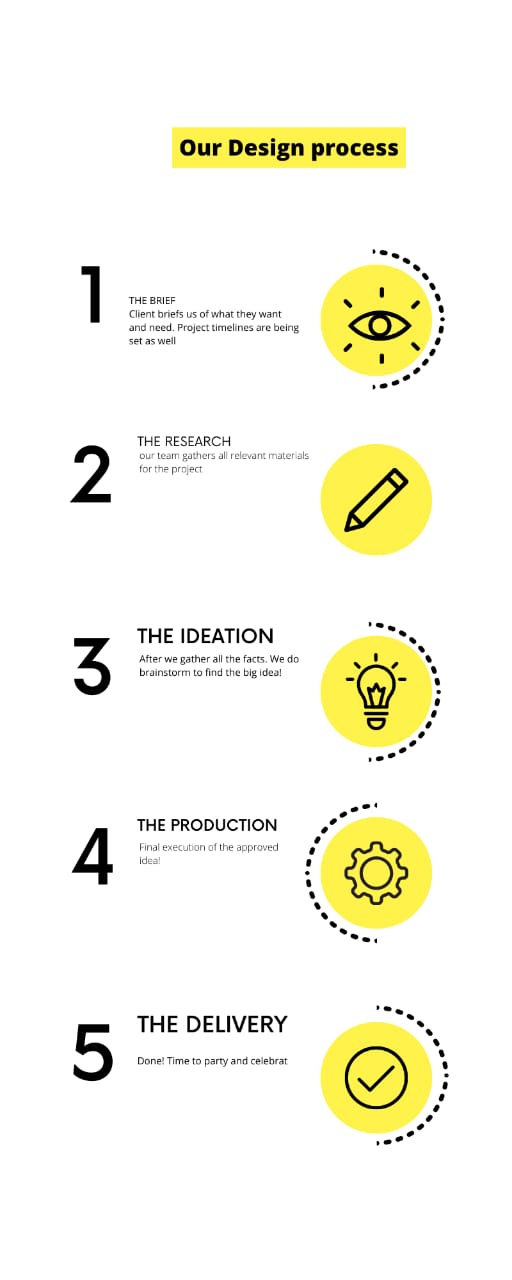 Our Design process
1
THE BRIEF
Client briefs us of what they want
and need. Project timelines are being
set as well
2
THE RESEARCH
our team gathers all relevant materials
for the project
3
THE IDEATION
After we gather all the facts. We do
brainstorm to find the big idea!
4
THE PRODUCTION
Final execution of the approved
idea!
5
THE DELIVERY
Done! Time to party and celebrat